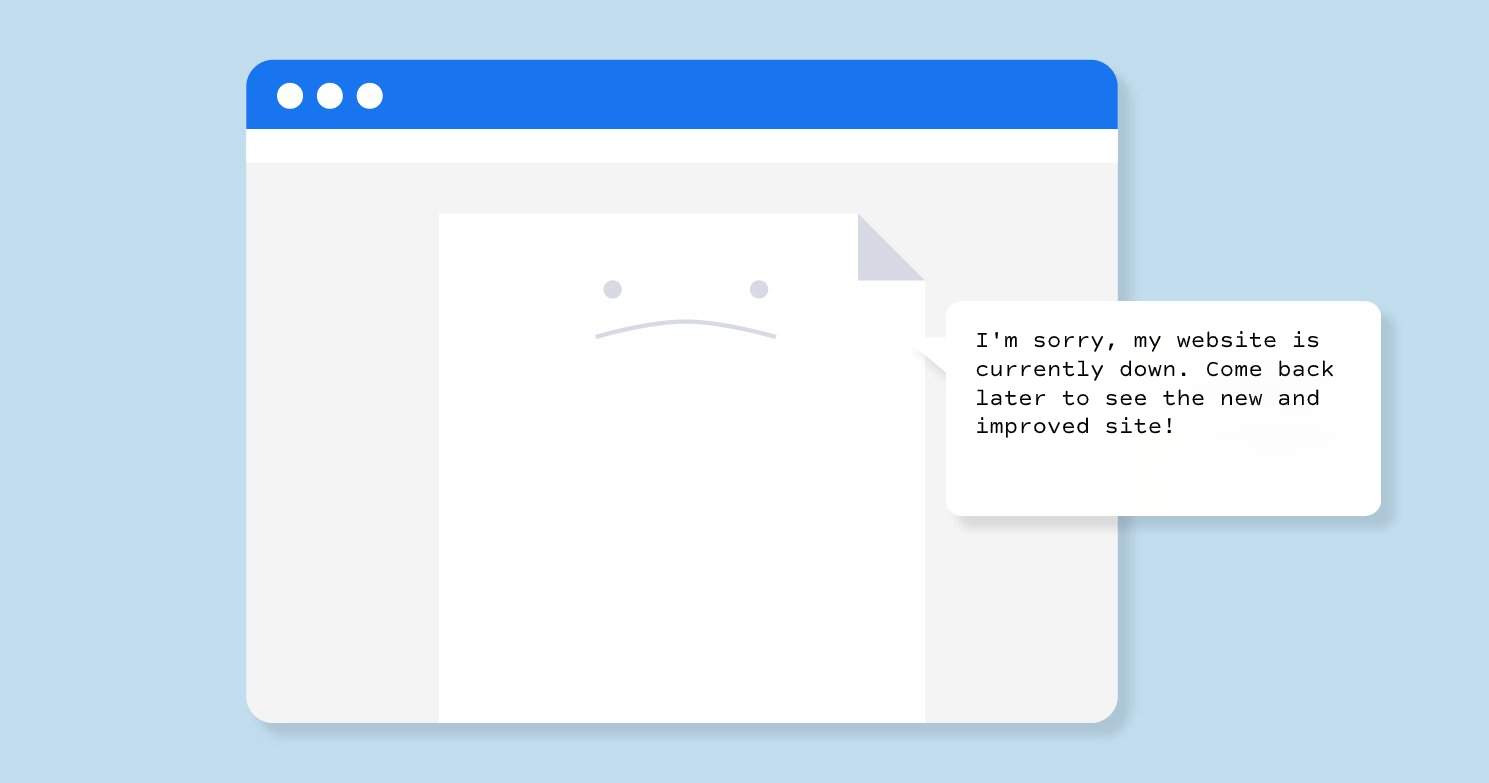 I'm sorry, my website is
currently down. Come back
later to see the new and
improved site!